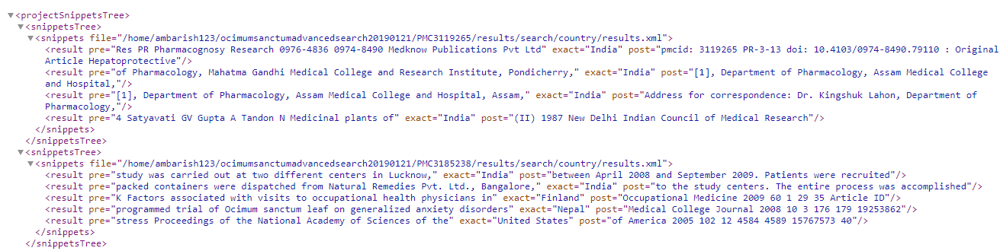 ▼<projectSnippetsTree>
▼<snippetsTree>
▼<snippets file="/home/ambarish123/ocimumsanctumadvancedsearch20190121/PMC3119265/results/search/country/results.xml">
<result pre="Res PR Pharmacognosy Research 0976-4836 0974-8490 Medknow Publications Pvt Ltd" exact="India" post="pmcid: 3119265 PR-3-13 doi: 10.4103/0974-8490.79110 : Original
Article Hepatoprotective"/>
<result pre="of Pharmacology, Mahatma Gandhi Medical College and Research Institute, Pondicherry," exact="India" post="[1], Department of Pharmacology, Assam Medical College
and Hospital,"/>
<result pre="[1], Department of Pharmacology, Assam Medical College and Hospital, Assam," exact="India" post="Address for correspondence: Dr. Kingshuk Lahon, Department of
Pharmacology,"/>
<result pre="4 Satyavati GV Gupta A Tandon N Medicinal plants of" exact="India" post="(II) 1987 New Delhi Indian Council of Medical Research"/>
</snippets>
</snippetsTree>
▼<snippetsTree>
▼<snippets file="/home/ambarish123/ocimumsanctumadvancedsearch20190121/PMC3185238/results/search/country/results.xml">
<result pre="study was carried out at two different centers in Lucknow," exact="India" post="between April 2008 and September 2009. Patients were recruited"/>
<result pre="packed containers were dispatched from Natural Remedies Pvt. Ltd., Bangalore," exact="India" post="to the study centers. The entire process was accomplished"/>
<result pre="K Factors associated with visits to occupational health physicians in" exact="Finland" post="Occupational Medicine 2009 60 1 29 35 Article ID"/>
<result pre="programmed trial of Ocimum sanctum leaf on generalized anxiety disorders" exact="Nepal" post="Medical College Journal 2008 10 3 176 179 19253862"/>
<result pre="stress Proceedings of the National Academy of Sciences of the" exact="United States" post="of America 2005 102 12 4584 4589 15767573 40"/>
</snippets>
</snippetsTree>